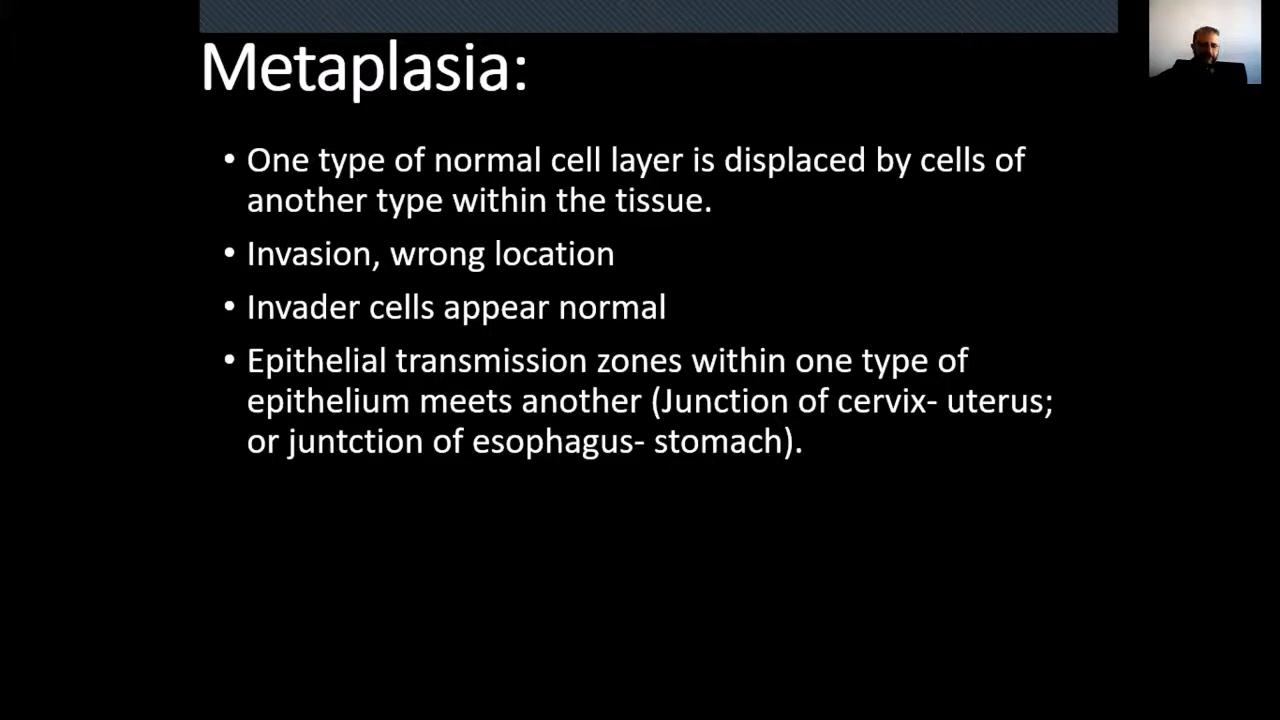 Metaplasia:
• One type of normal cell layer is displaced by cells of
another type within the tissue.
• Invasion, wrong location
• Invader cells appear normal
• Epithelial transmission zones within one type of
epithelium meets another (Junction of cervix- uterus;
or juntction of esophagus- stomach).